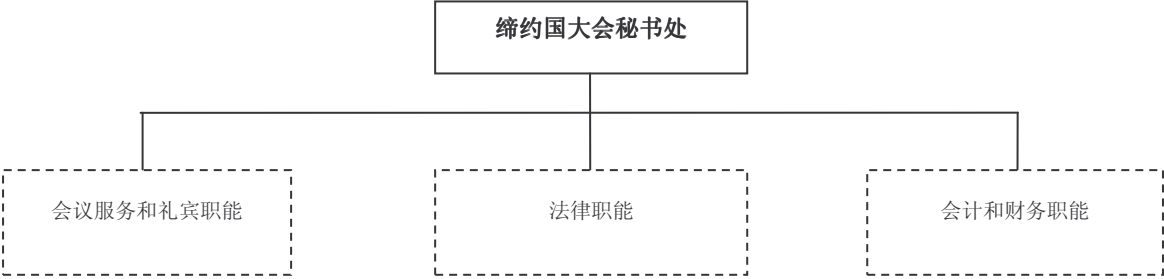 缔约国大会秘书处
会议服务和礼宾职能
法律职能
会计和财务职能